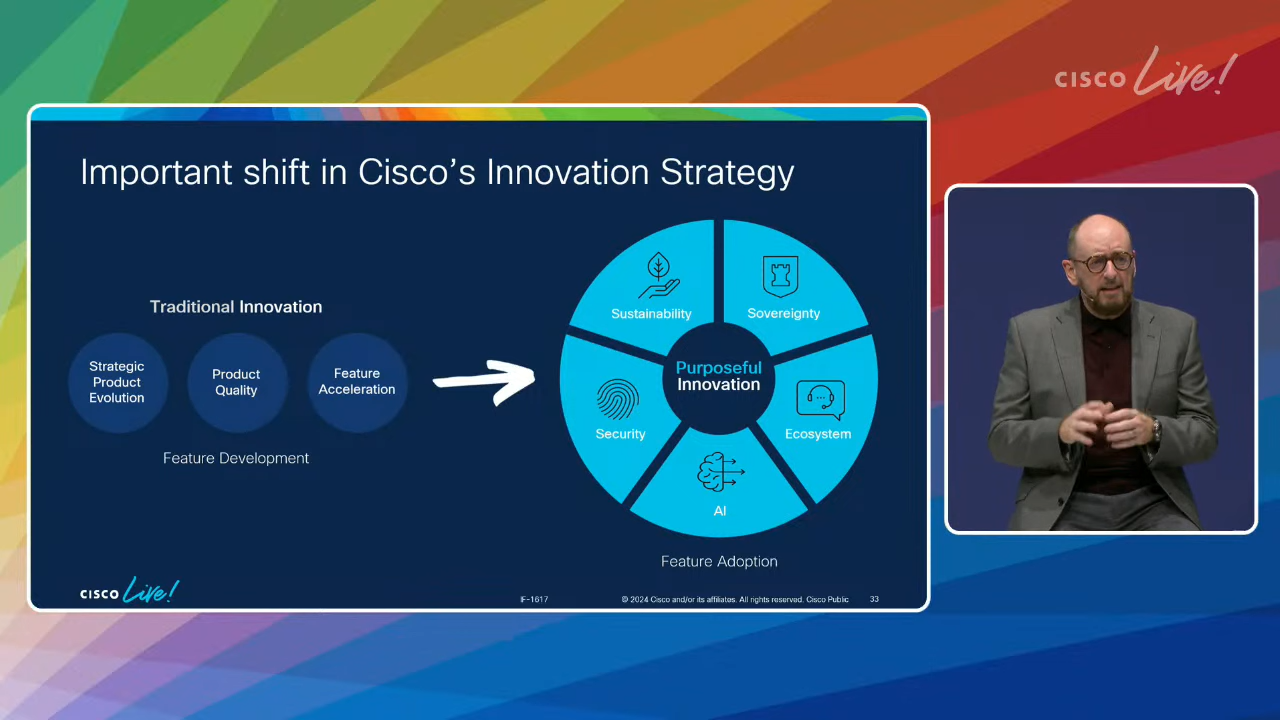 CISCO Live!
Important shift in Cisco's Innovation Strategy
Traditional Innovation
Strategic
Product
Evolution
Product
Quality
Feature
Acceleration
Feature Development
Sustainability
Sovereignty
Purposeful
Innovation
Security
Ecosystem
AI
Feature Adoption
CISCO Live!
IF-1617
© 2024 Cisco and/or its affiliates. All rights reserved. Cisco Public
33